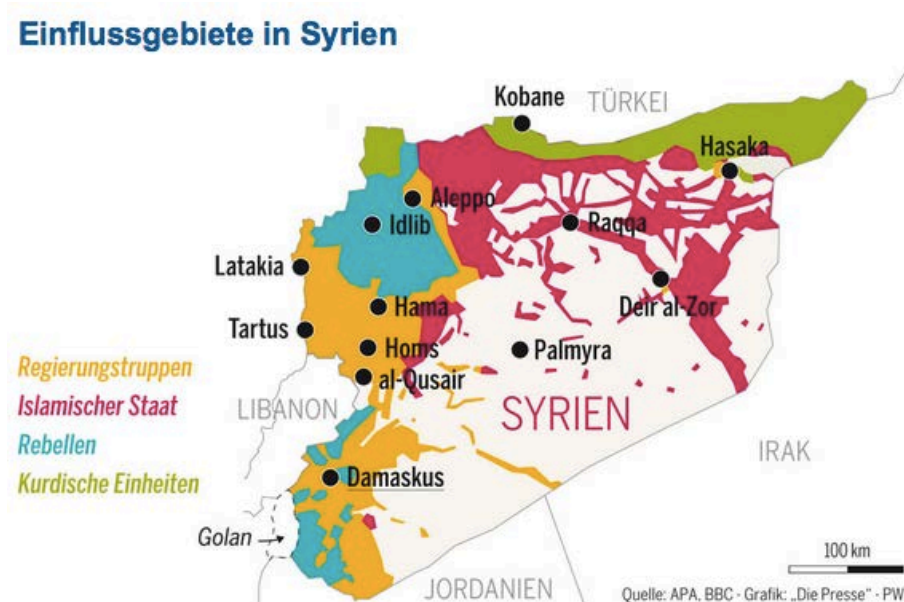 Einflussgebiete in Syrien
Kobane
TÜRKEI
Hasaka
Aleppo
Idlib
Raqqa
Latakia
Hama
Deir al-Zor
Tartus
Homs
Palmyra
al-Qusair
Regierungstruppen
Islamischer Staat
Rebellen
Kurdische Einheiten
LIBANON
SYRIEN
IRAK
Damaskus
Golan
100 km
JORDANIEN
Quelle: APA, BBC · Grafik: „Die Presse“ · PW